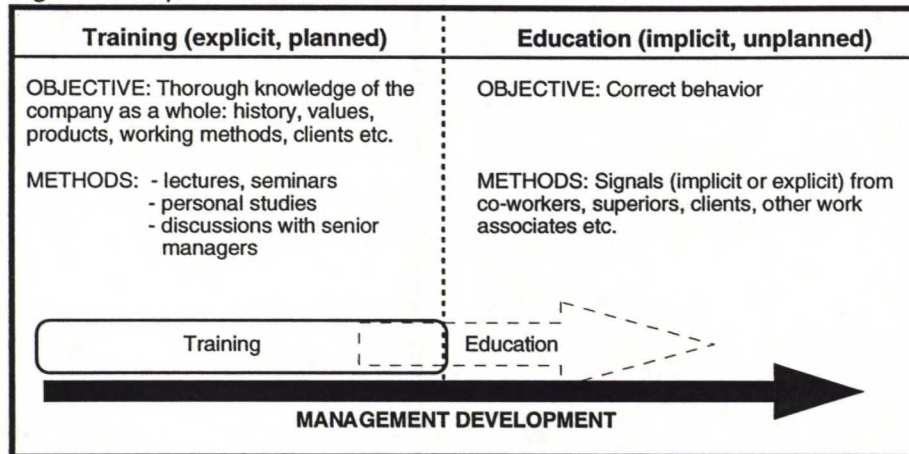 Training (explicit, planned)
Education (implicit, unplanned)
OBJECTIVE: Thorough knowledge of the
company as a whole: history, values,
products, working methods, clients etc.
METHODS: - lectures, seminars
- personal studies
- discussions with senior
managers
OBJECTIVE: Correct behavior
METHODS: Signals (implicit or explicit) from
co-workers, superiors, clients, other work
associates etc.
Training
Education
MANAGEMENT DEVELOPMENT